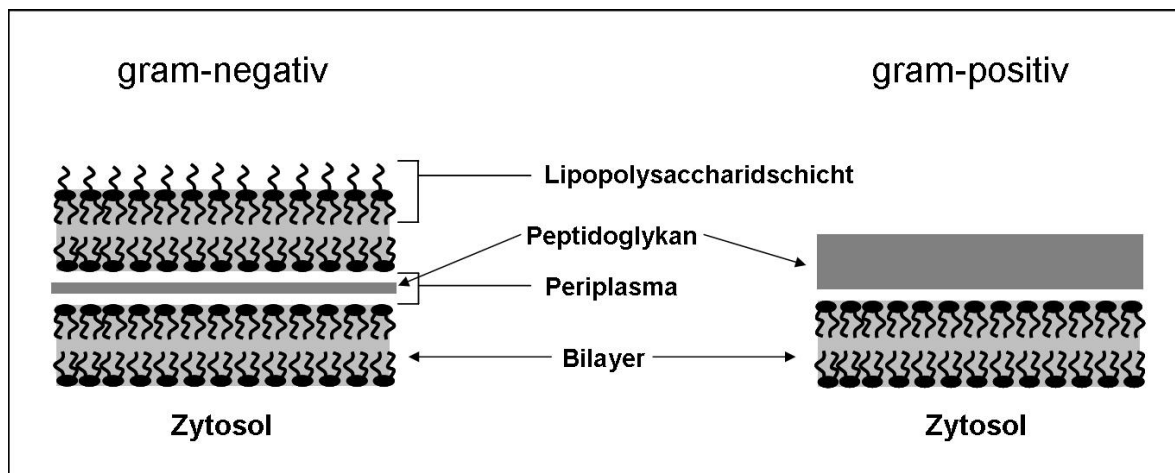 gram-negativ
gram-positiv
Lipopolysaccharidschicht
Peptidoglykan
Periplasma
Bilayer
Zytosol
Zytosol